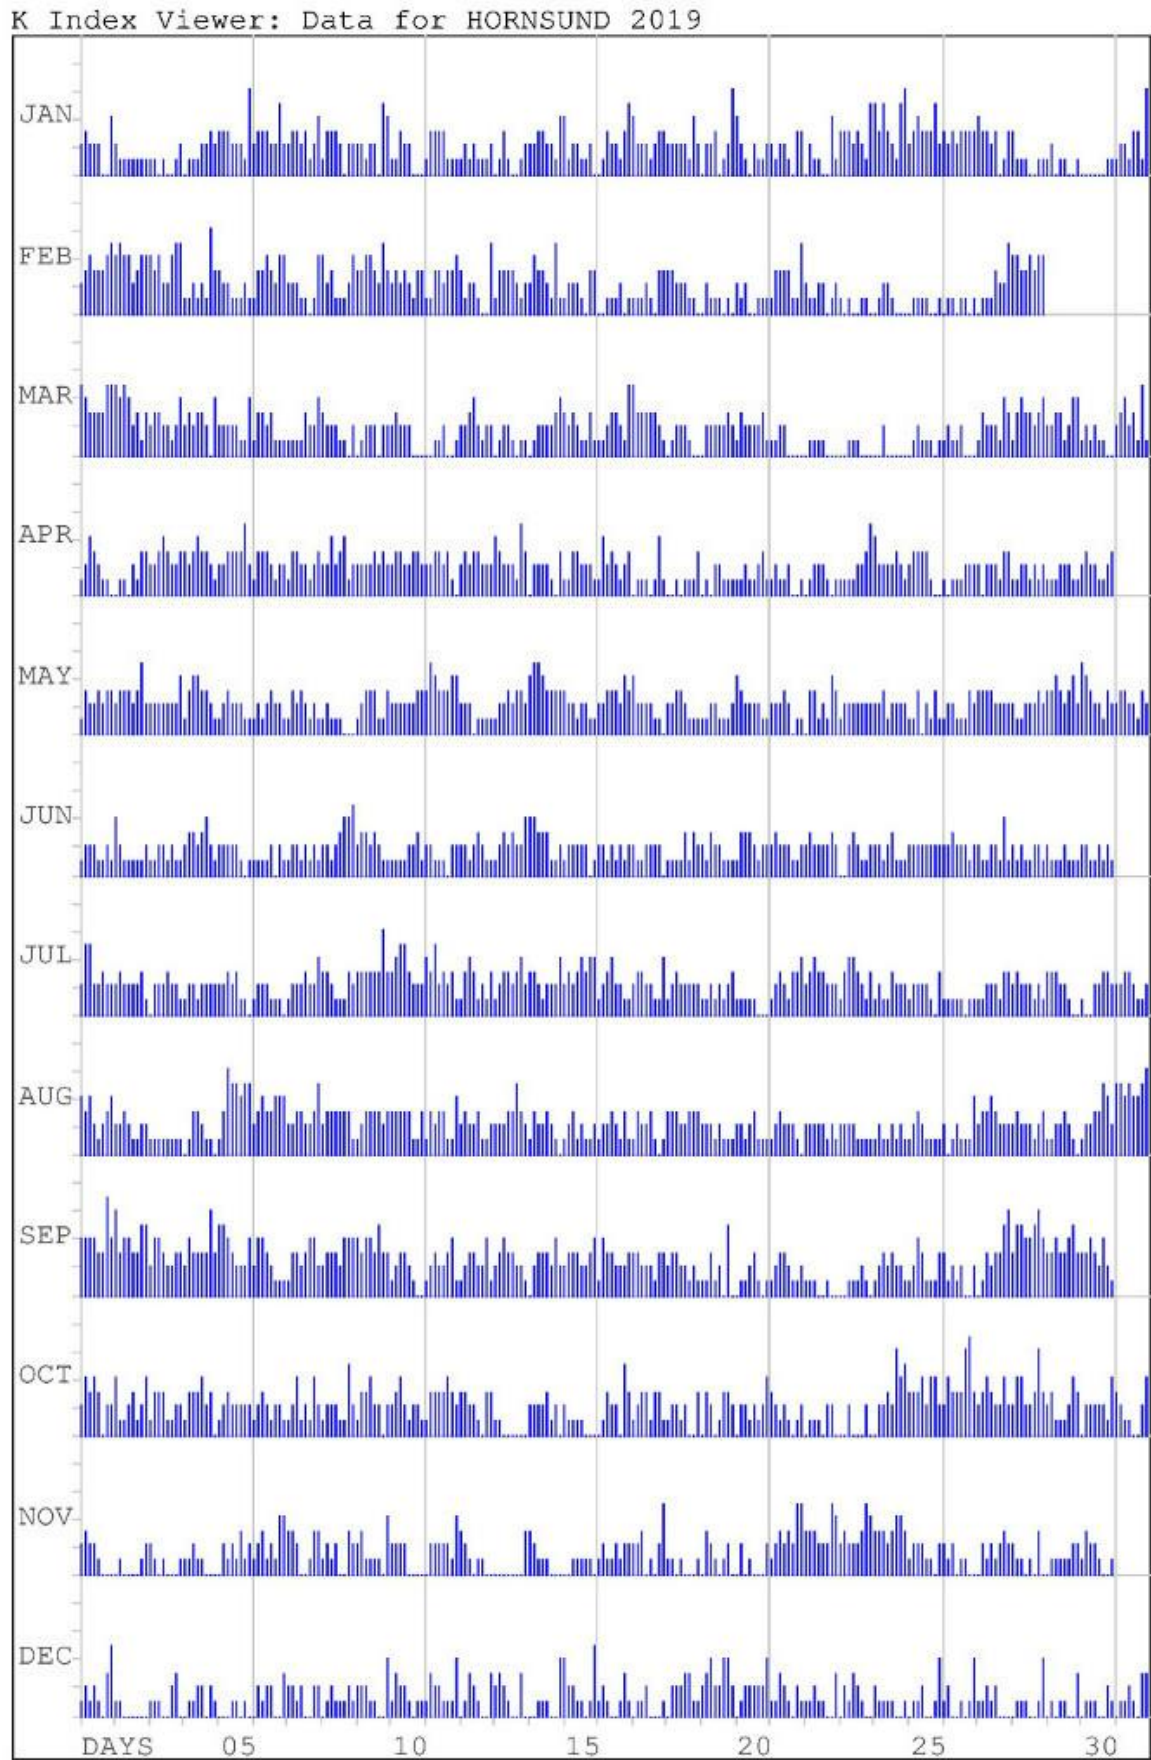 K Index Viewer: Data for HORNSUND 2019
JAN
FEB
MAR
APR
MAY
JUN
JUL
AUG
SEP
OCT
NOV
DEC
DAYS 05 10 15 20 25 30